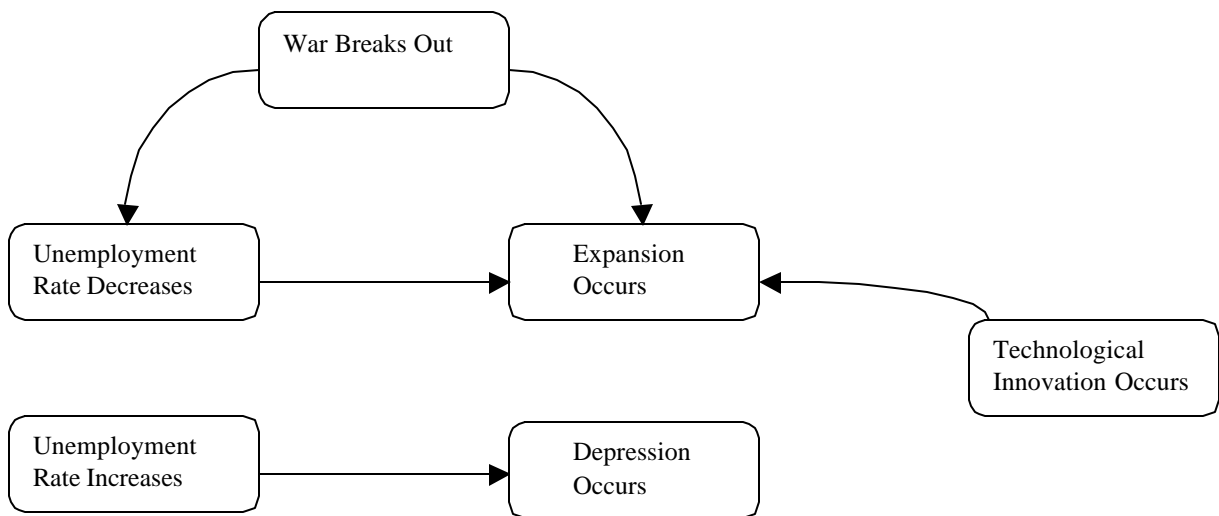 War Breaks Out
Unemployment
Rate Decreases
Expansion
Occurs
Technological
Innovation Occurs
Unemployment
Rate Increases
Depression
Occurs